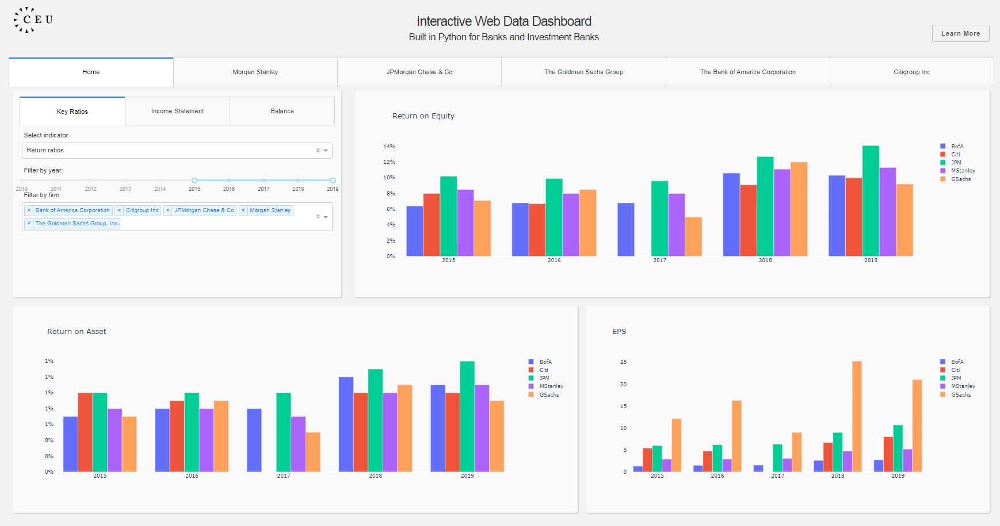 CEU
Interactive Web Data Dashboard
Built in Python for Banks and Investment Banks
Learn More
Home
Morgan Stanley
JPMorgan Chase & Co
The Goldman Sachs Group
The Bank of America Corporation
Citigroup Inc
Key Ratios
Income Statement
Balance
Select indicator:
Return ratios
x
Filter by year:
2010 2011 2012 2013 2014 2015 2016 2017 2018 2019
Filter by firm:
× Bank of America Corporation × Citigroup Inc × JPMorgan Chase & Co × Morgan Stanley
× The Goldman Sachs Group, Inc
x
Return on Equity
14%
12%
10%
8%
6%
4%
2%
0%
2015 2016 2017 2018 2019
BofA
Citi
JPM
MStanley
GSachs
Return on Asset
1%
1%
1%
1%
1%
0%
0%
0%
2015 2016 2017 2018 2019
BofA
Citi
JPM
MStanley
GSachs
EPS
25
20
15
10
5
0
2015 2016 2017 2018 2019
BofA
Citi
JPM
MStanley
GSachs